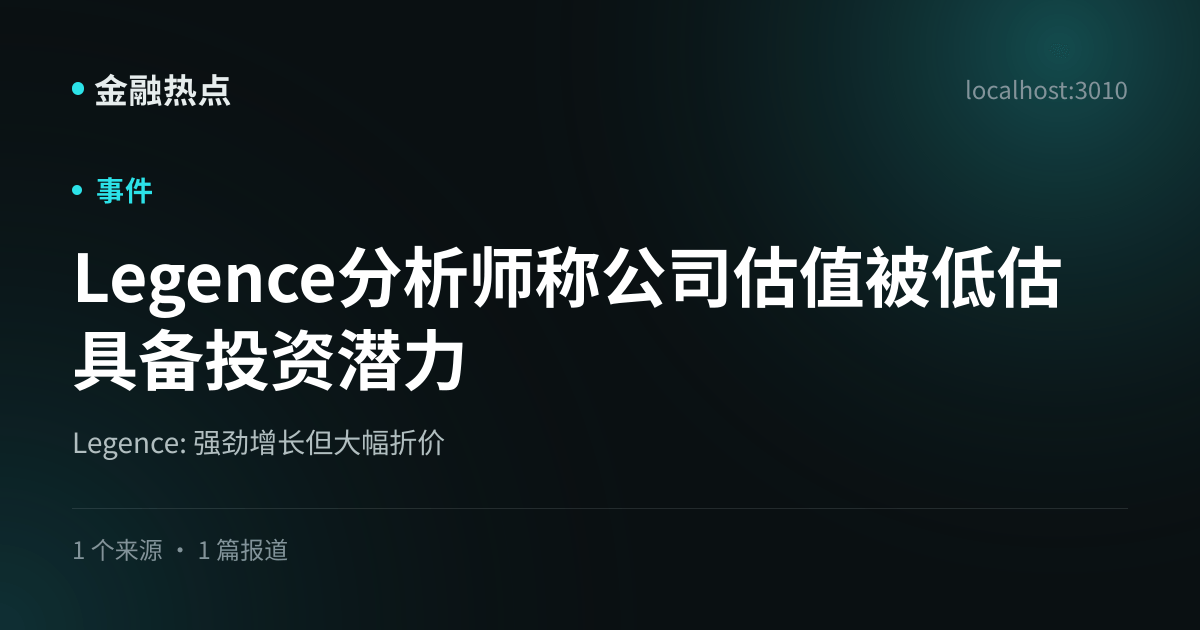 金融热点
localhost:3010
事件
Legence分析师称公司估值被低估
具备投资潜力
Legence: 强劲增长但大幅折价
1 个来源 · 1 篇报道